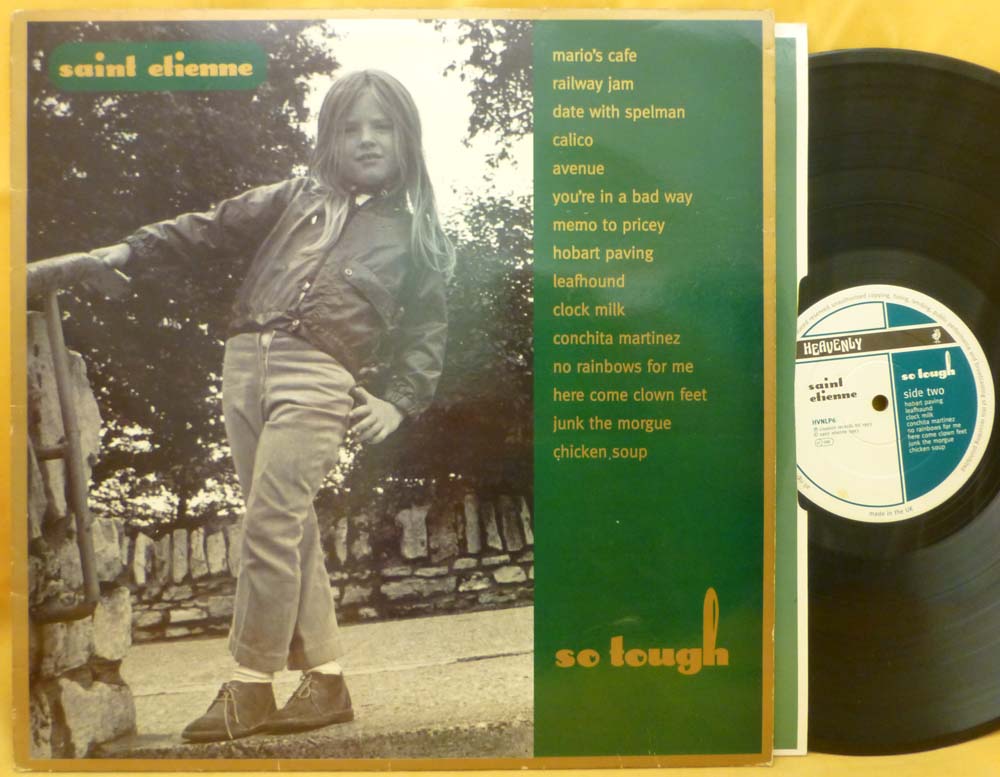 saint etienne
mario's cafe
railway jam
date with spelman
calico
avenue
you're in a bad way
memo to pricey
hobart paving
leafhound
clock milk
conchita martinez
no rainbows for me
here come clown feet
junk the morgue
chicken soup
so tough
HEAVENLY
saint
etienne
HVNLP6
so tough
side two
hobart paving
leafhound
clock milk
conchita martinez
no rainbows for me
here come clown feet
junk the morgue
chicken soup
made in the UK